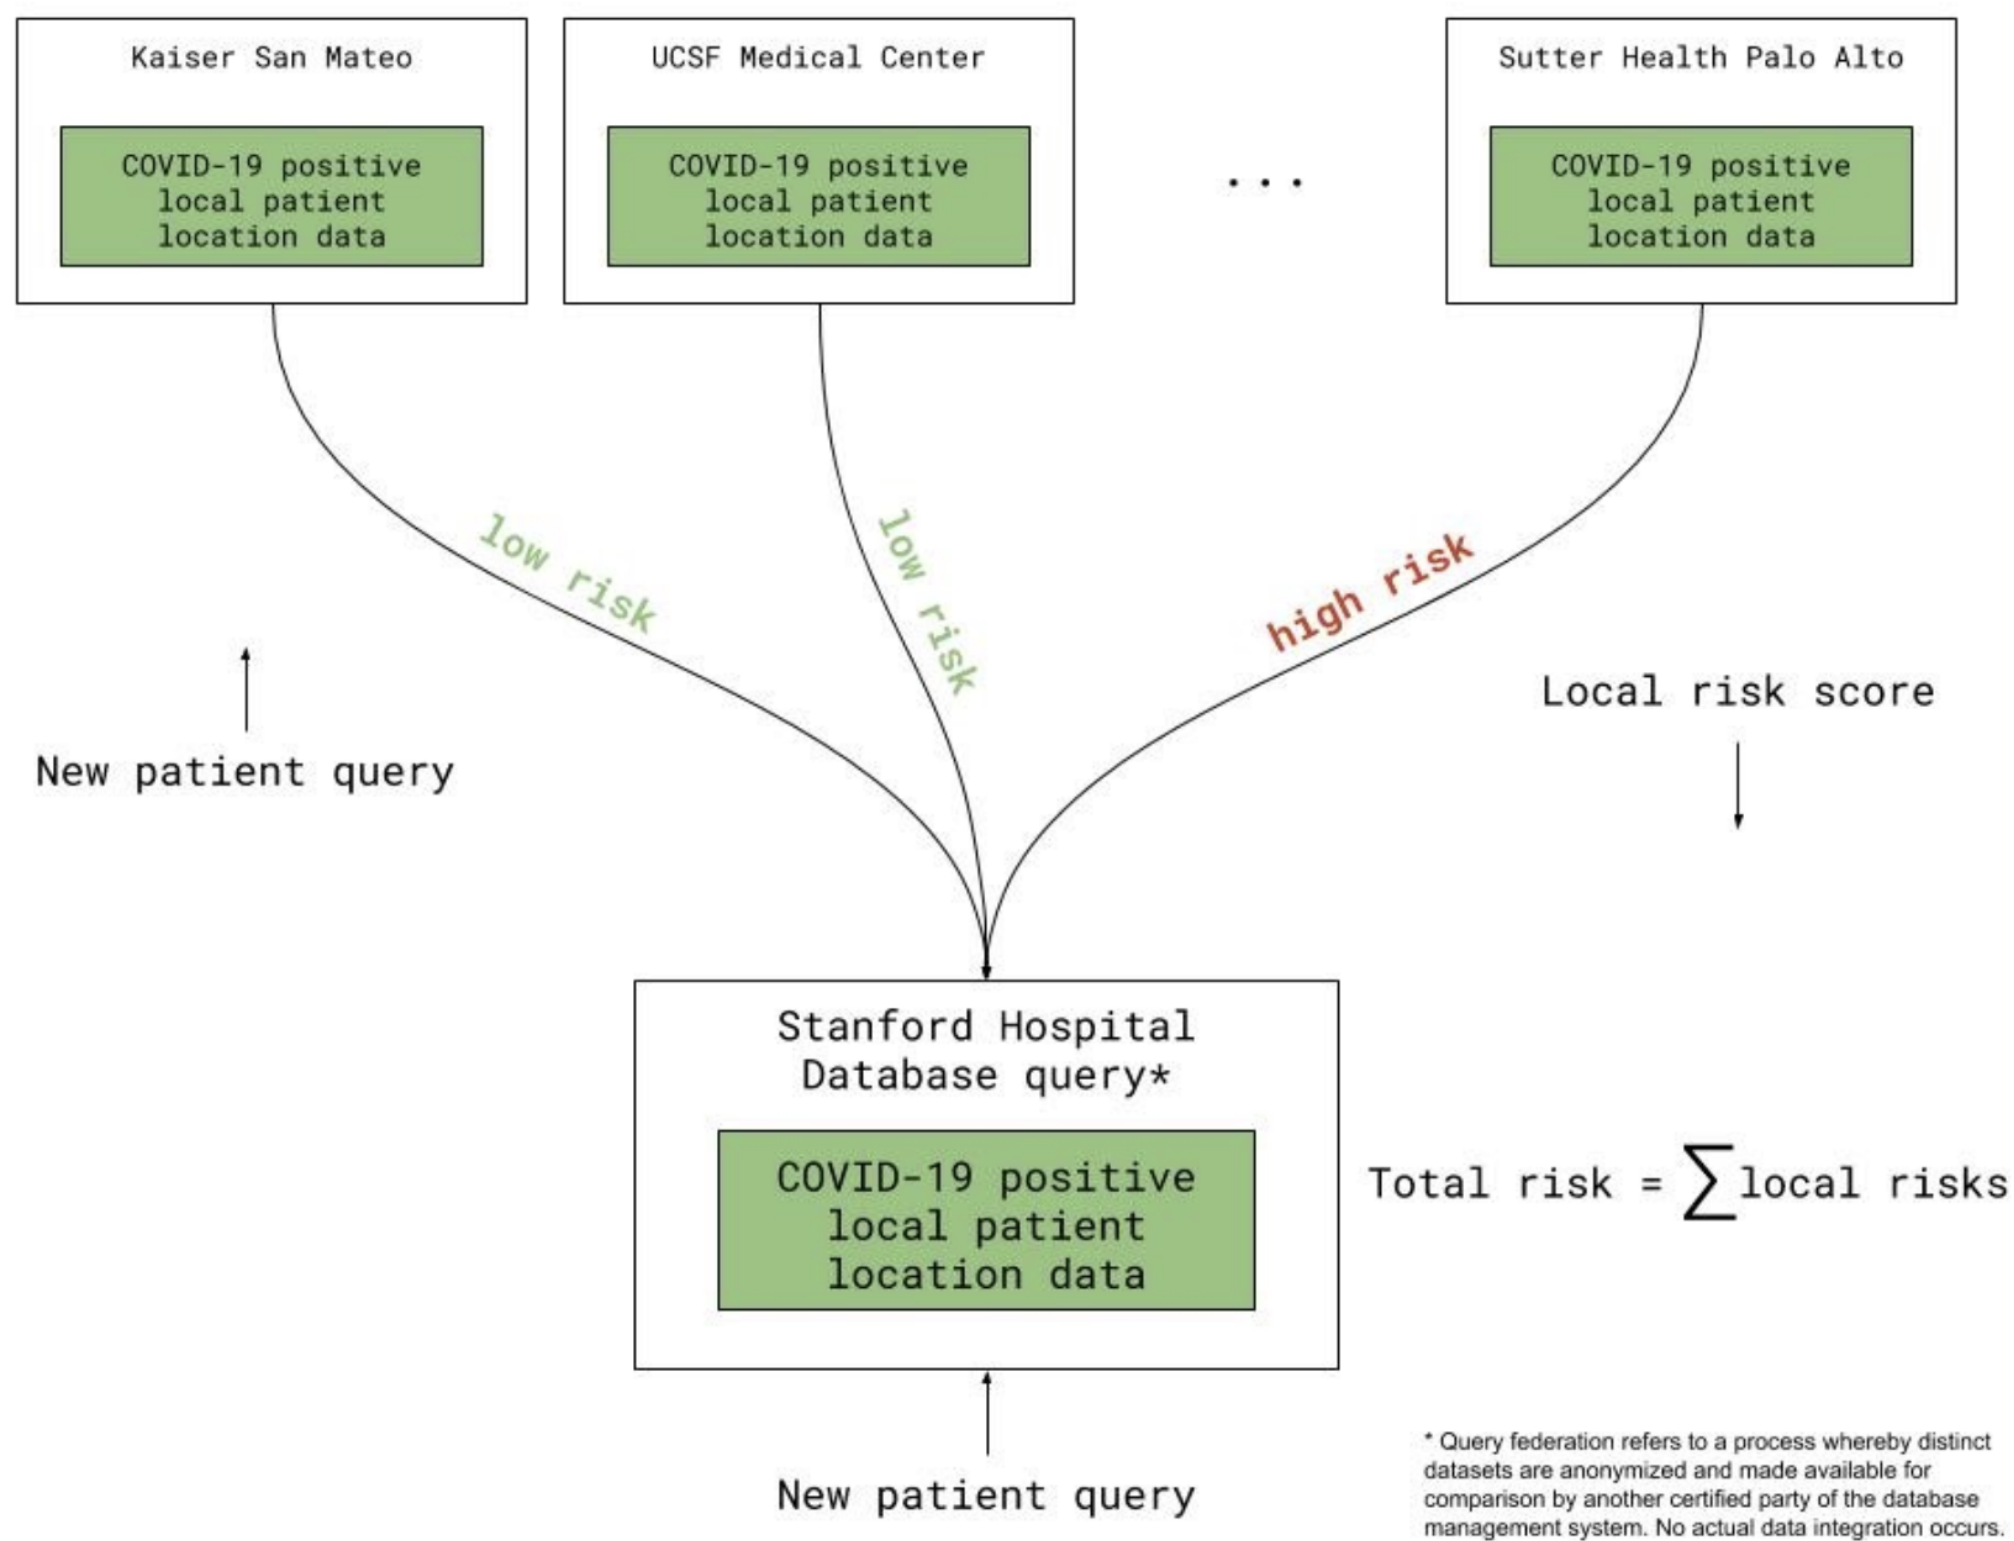 Kaiser San Mateo
COVID-19 positive
local patient
location data
UCSF Medical Center
COVID-19 positive
local patient
location data
...
Sutter Health Palo Alto
COVID-19 positive
local patient
location data
low risk
low risk
high risk
New patient query
Local risk score
Stanford Hospital
Database query*
COVID-19 positive
local patient
location data
Total risk = ∑local risks
New patient query
* Query federation refers to a process whereby distinct
datasets are anonymized and made available for
comparison by another certified party of the database
management system. No actual data integration occurs.